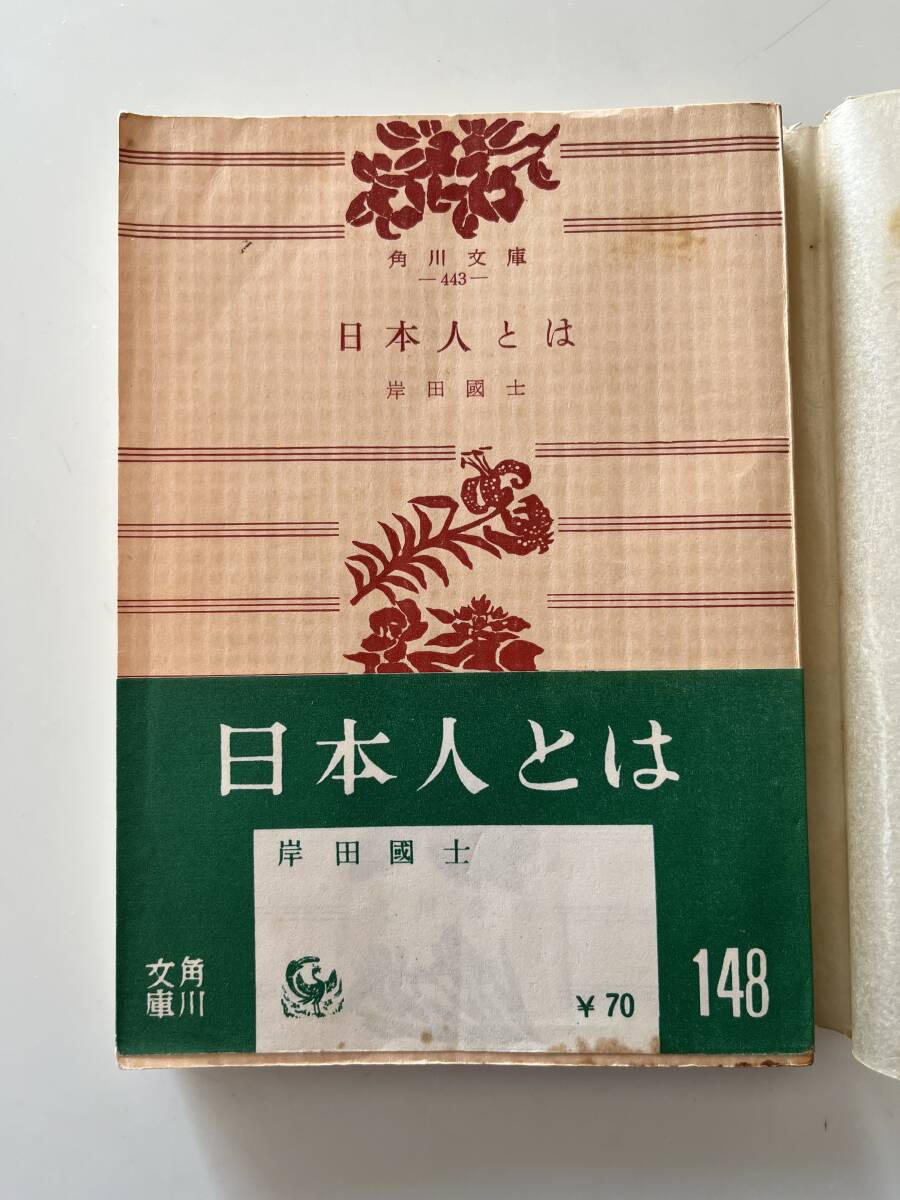 角川文庫
—443—
日本人とは
岸田國士
日本人とは
岸田國士
角川
文庫
¥70
148